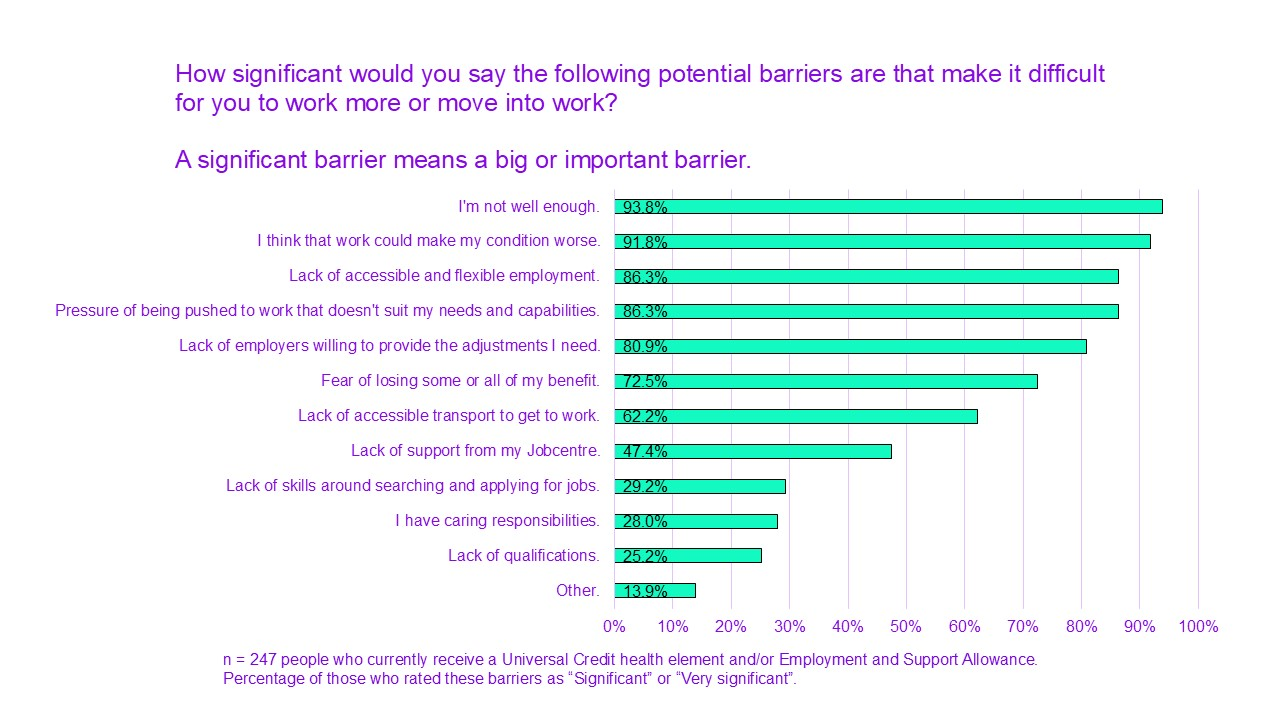 How significant would you say the following potential barriers are that make it difficult
for you to work more or move into work?
A significant barrier means a big or important barrier.
I'm not well enough. 93.8%
I think that work could make my condition worse. 91.8%
Lack of accessible and flexible employment. 86.3%
Pressure of being pushed to work that doesn't suit my needs and capabilities. 86.3%
Lack of employers willing to provide the adjustments I need. 80.9%
Fear of losing some or all of my benefit. 72.5%
Lack of accessible transport to get to work. 62.2%
Lack of support from my Jobcentre. 47.4%
Lack of skills around searching and applying for jobs. 29.2%
I have caring responsibilities. 28.0%
Lack of qualifications. 25.2%
Other. 13.9%
0% 10% 20% 30% 40% 50% 60% 70% 80% 90% 100%
n = 247 people who currently receive a Universal Credit health element and/or Employment and Support Allowance.
Percentage of those who rated these barriers as “Significant” or “Very significant”.